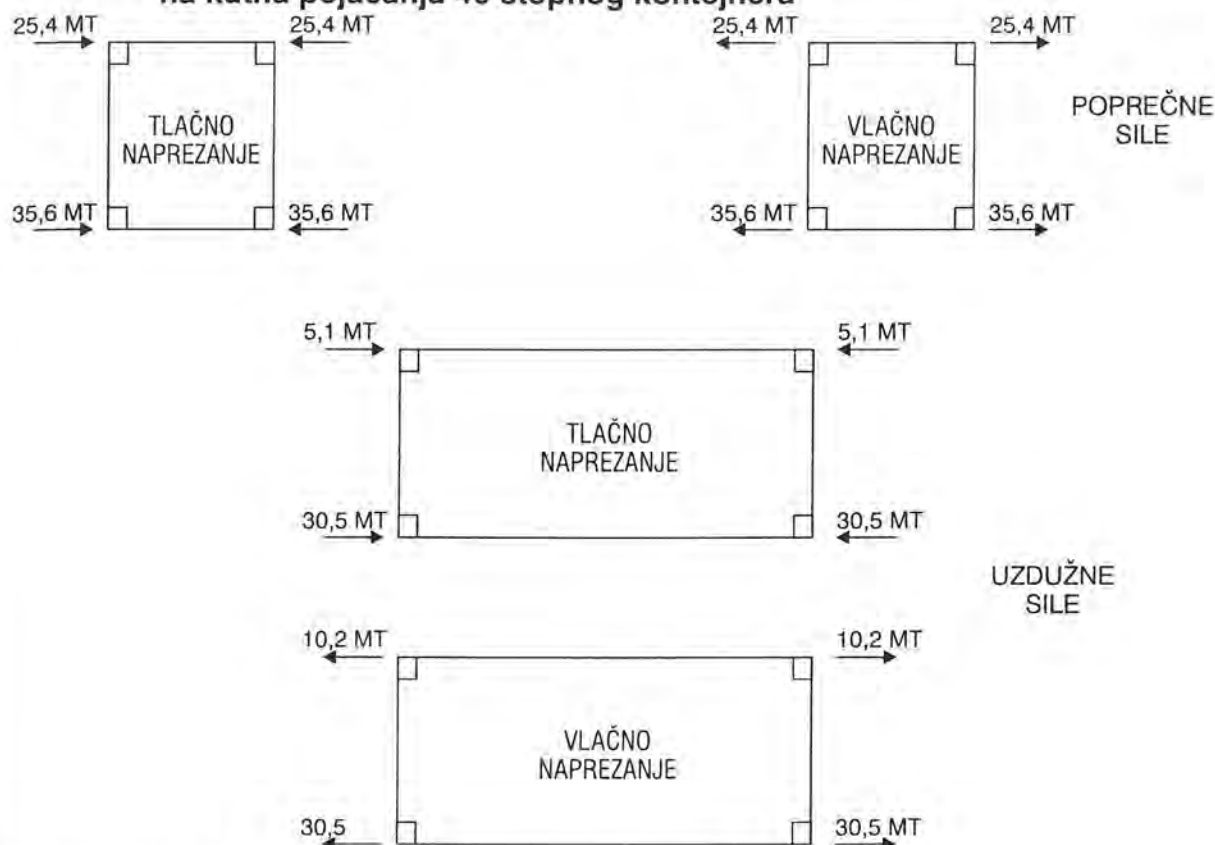 na kutna pojačanja 40-stopnog kontejnera
25,4 MT 25,4 MT 25,4 MT 25,4 MT
TLAČNO
NAPREZANJE
VLAČNO
NAPREZANJE
POPREČNE
SILE
35,6 MT 35,6 MT 35,6 MT 35,6 MT
5,1 MT 5,1 MT
TLAČNO
NAPREZANJE
30,5 MT 30,5 MT
UZDUŽNE
SILE
10,2 MT 10,2 MT
VLAČNO
NAPREZANJE
30,5 30,5 MT